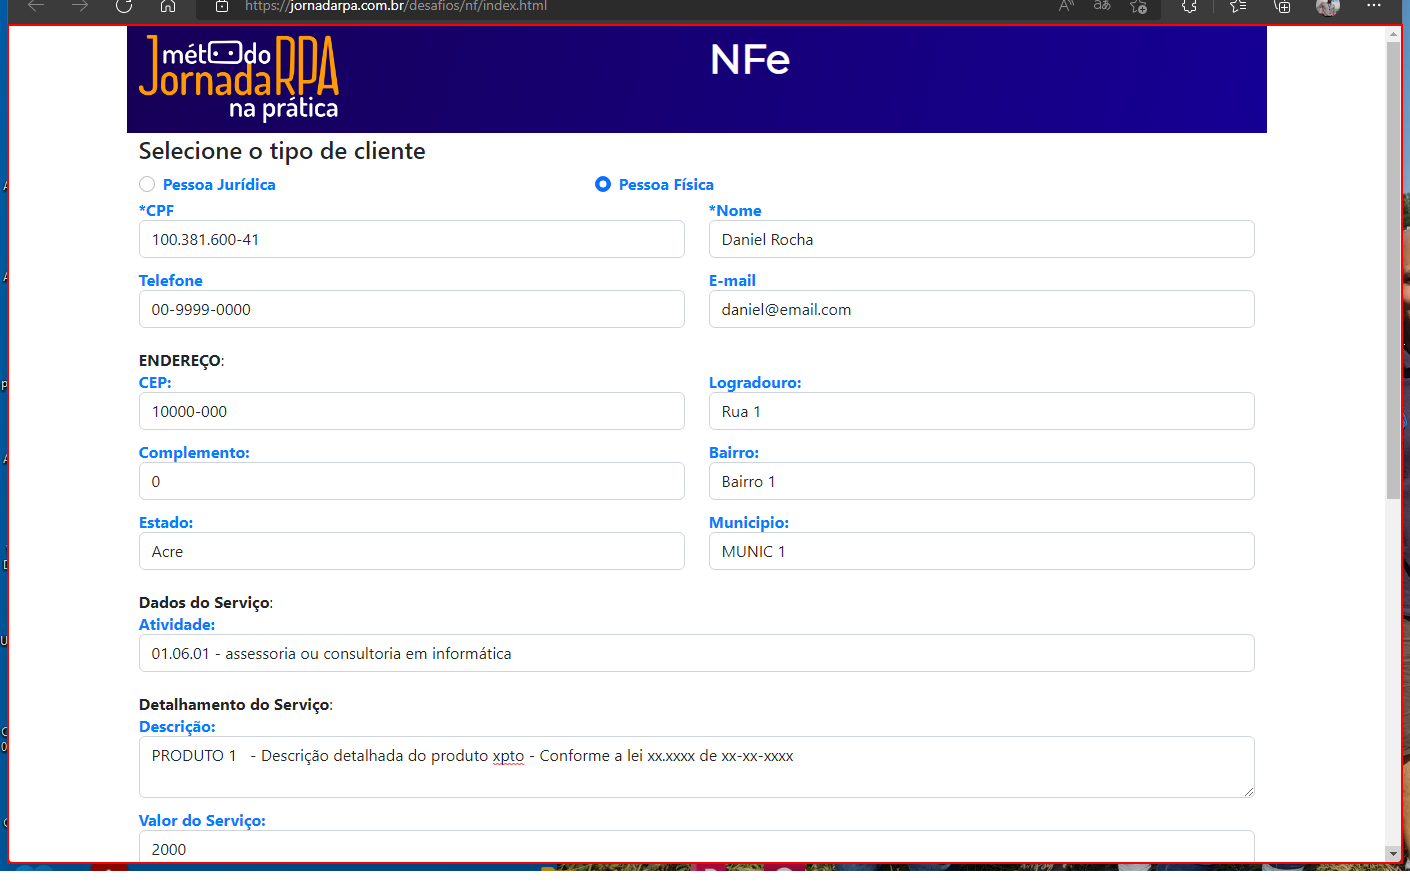 https://jornadarpa.com.br/desafios/nf/index.html
método
JornadaRPA
na prática
NFe
Selecione o tipo de cliente
Pessoa Jurídica
Pessoa Física
*CPF
*Nome
100.381.600-41
Daniel Rocha
Telefone
E-mail
00-9999-0000
daniel@email.com
ENDEREÇO:
CEP:
Logradouro:
10000-000
Rua 1
Complemento:
Bairro:
0
Bairro 1
Estado:
Municipio:
Acre
MUNIC 1
Dados do Serviço:
Atividade:
01.06.01 - assessoria ou consultoria em informática
Detalhamento do Serviço:
Descrição:
PRODUTO 1   - Descrição detalhada do produto xpto - Conforme a lei xx.xxxx de xx-xx-xxxx
Valor do Serviço:
2000